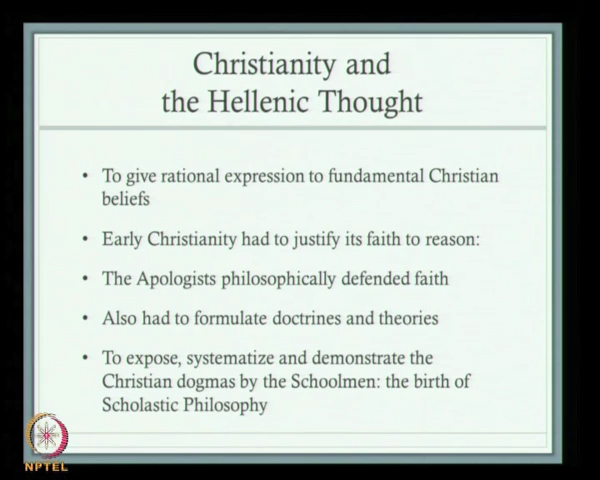 Christianity and
the Hellenic Thought
• To give rational expression to fundamental Christian
beliefs
• Early Christianity had to justify its faith to reason:
• The Apologists philosophically defended faith
• Also had to formulate doctrines and theories
• To expose, systematize and demonstrate the
Christian dogmas by the Schoolmen: the birth of
Scholastic Philosophy
NPTEL